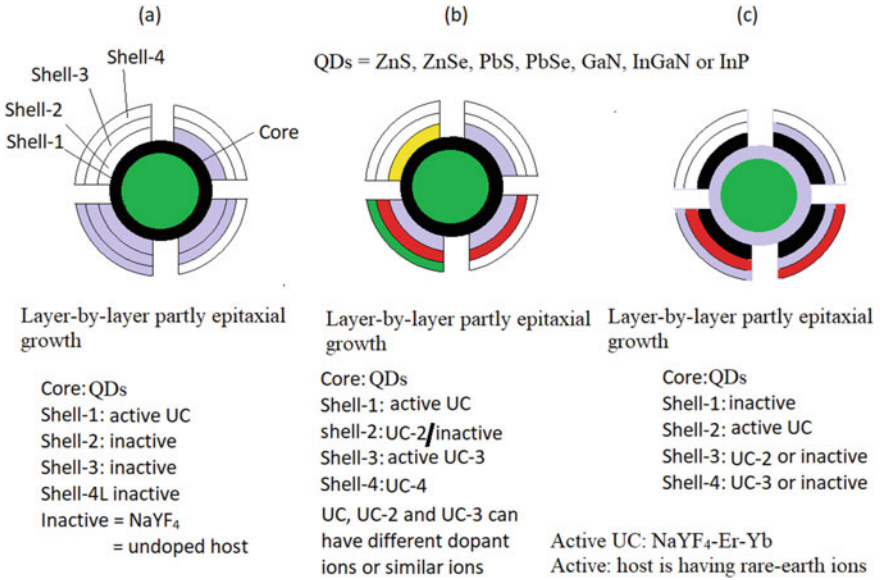 (a)
(b)
(c)
QDs = ZnS, ZnSe, PbS, PbSe, GaN, InGaN or InP
Shell-4
Shell-3
Shell-2
Shell-1
Core
Layer-by-layer partly epitaxial
growth
Core: QDs
Shell-1: active UC
Shell-2: inactive
Shell-3: inactive
Shell-4L inactive
Inactive = NaYF₄
= undoped host
Layer-by-layer partly epitaxial
growth
Core: QDs
Shell-1: active UC
shell-2: UC-2/inactive
Shell-3: active UC-3
Shell-4: UC-4
UC, UC-2 and UC-3 can
have different dopant
ions or similar ions
Layer-by-layer partly epitaxial
growth
Core:QDs
Shell-1: inactive
Shell-2: active UC
Shell-3: UC-2 or inactive
Shell-4: UC-3 or inactive
Active UC: NaYF₄-Er-Yb
Active: host is having rare-earth ions